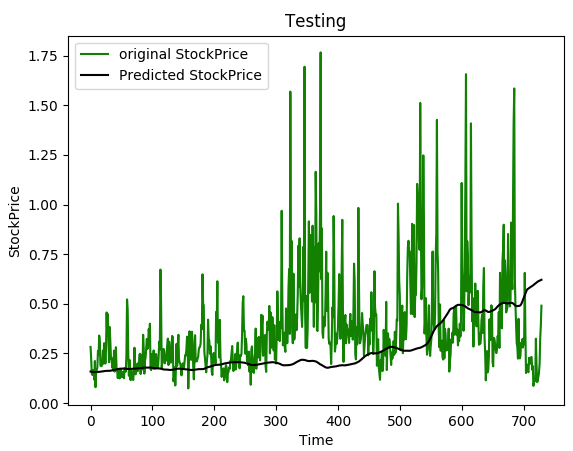 Testing
original StockPrice
Predicted StockPrice
1.75
1.50
1.25
1.00
0.75
0.50
0.25
0.00
StockPrice
0 100 200 300 400 500 600 700
Time